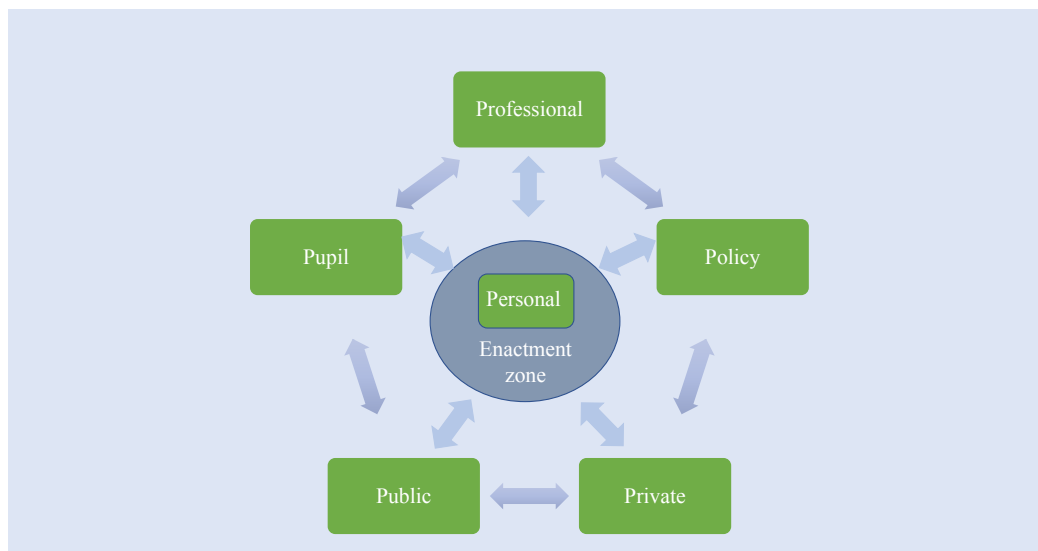 Professional
Pupil
Policy
Personal
Enactment
zone
Public
Private